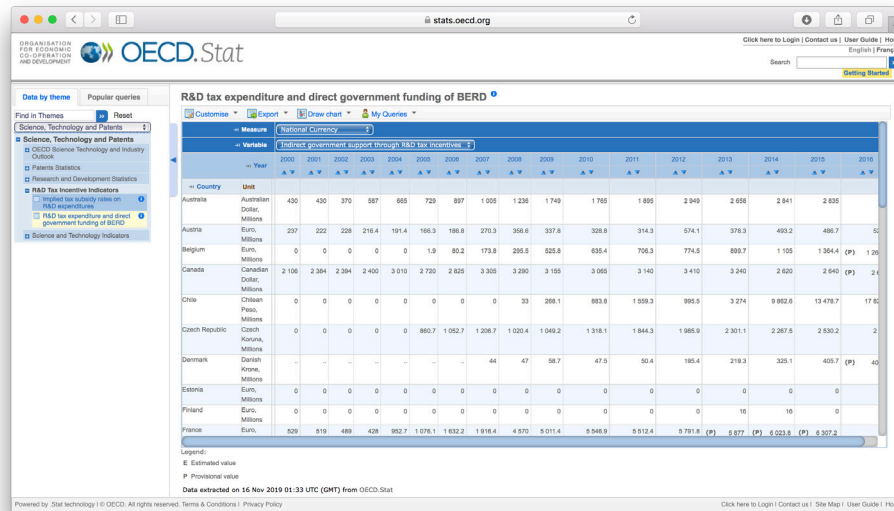 stats.oecd.org
Click here to Login | Contact us | User Guide | Ho
English | Franç
ORGANISATION
FOR ECONOMIC
CO-OPERATION
AND DEVELOPMENT
OECD.Stat
Search
Getting Started
Data by theme Popular queries
Find in Themes Reset
Science, Technology and Patents
Science, Technology and Patents
OECD Science Technology and Industry
Outlook
Patents Statistics
Research and Development Statistics
R&D Tax Incentive Indicators
Implied tax subsidy rates on
R&D expenditures
R&D tax expenditure and direct
government funding of BERD
Science and Technology Indicators
R&D tax expenditure and direct government funding of BERD
Customise Export Draw chart My Queries
Measure National Currency
Variable Indirect government support through R&D tax incentives
Year 2000 2001 2002 2003 2004 2005 2006 2007 2008 2009 2010 2011 2012 2013 2014 2015 2016
Country Unit
Australia Australian Dollar, Millions 430 430 370 587 665 729 897 1 005 1 236 1 749 1 765 1 895 2 949 2 658 2 841 2 835
Austria Euro, Millions 237 222 228 216.4 191.4 166.3 186.8 270.3 356.6 337.8 328.8 314.3 574.1 378.3 493.2 486.7 52
Belgium Euro, Millions 0 0 0 0 0 1.9 80.2 173.8 295.5 525.8 635.4 706.3 774.5 899.7 1 105 1 364.4 (P) 1 26
Canada Canadian Dollar, Millions 2 106 2 384 2 394 2 400 3 010 2 720 2 825 3 305 3 290 3 155 3 065 3 140 3 410 3 240 2 620 2 640 (P) 2 6
Chile Chilean Peso, Millions 0 0 0 0 0 0 0 0 33 268.1 883.8 1 559.3 995.5 3 274 9 862.6 13 478.7 17 82
Czech Republic Czech Koruna, Millions 0 0 0 0 0 860.7 1 052.7 1 206.7 1 020.4 1 049.2 1 318.1 1 844.3 1 985.9 2 301.1 2 267.5 2 530.2 2
Denmark Danish Krone, Millions .. .. .. .. .. .. .. 44 47 58.7 47.5 50.4 195.4 219.3 325.1 405.7 (P) 40
Estonia Euro, Millions 0 0 0 0 0 0 0 0 0 0 0 0 0 0 0 0
Finland Euro, Millions 0 0 0 0 0 0 0 0 0 0 0 0 0 16 16 0
France Euro, 529 519 489 428 952.7 1 076.1 1 632.2 1 916.4 4 570 5 011.4 5 546.9 5 512.4 5 791.8 (P) 5 877 (P) 6 023.6 (P) 6 307.2
Legend:
E Estimated value
P Provisional value
Data extracted on 16 Nov 2019 01:33 UTC (GMT) from OECD.Stat
Powered by .Stat technology | © OECD. All rights reserved. Terms & Conditions | Privacy Policy Click here to Login | Contact us | Site Map | User Guide | Ho